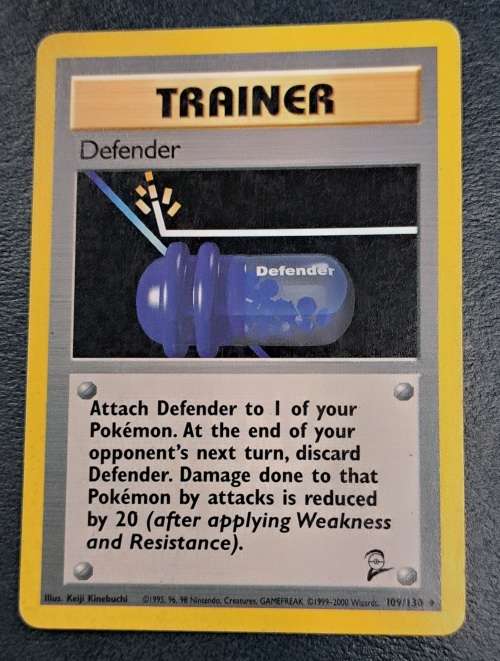 TRAINER
Defender
Defender
Attach Defender to 1 of your
Pokémon. At the end of your
opponent's next turn, discard
Defender. Damage done to that
Pokémon by attacks is reduced
by 20 (after applying Weakness
and Resistance).
Illus. Keiji Kinebuchi ©1995, 96, 98 Nintendo, Creatures, GAMEFREAK. ©1999-2000 Wizards. 109/130 ♦